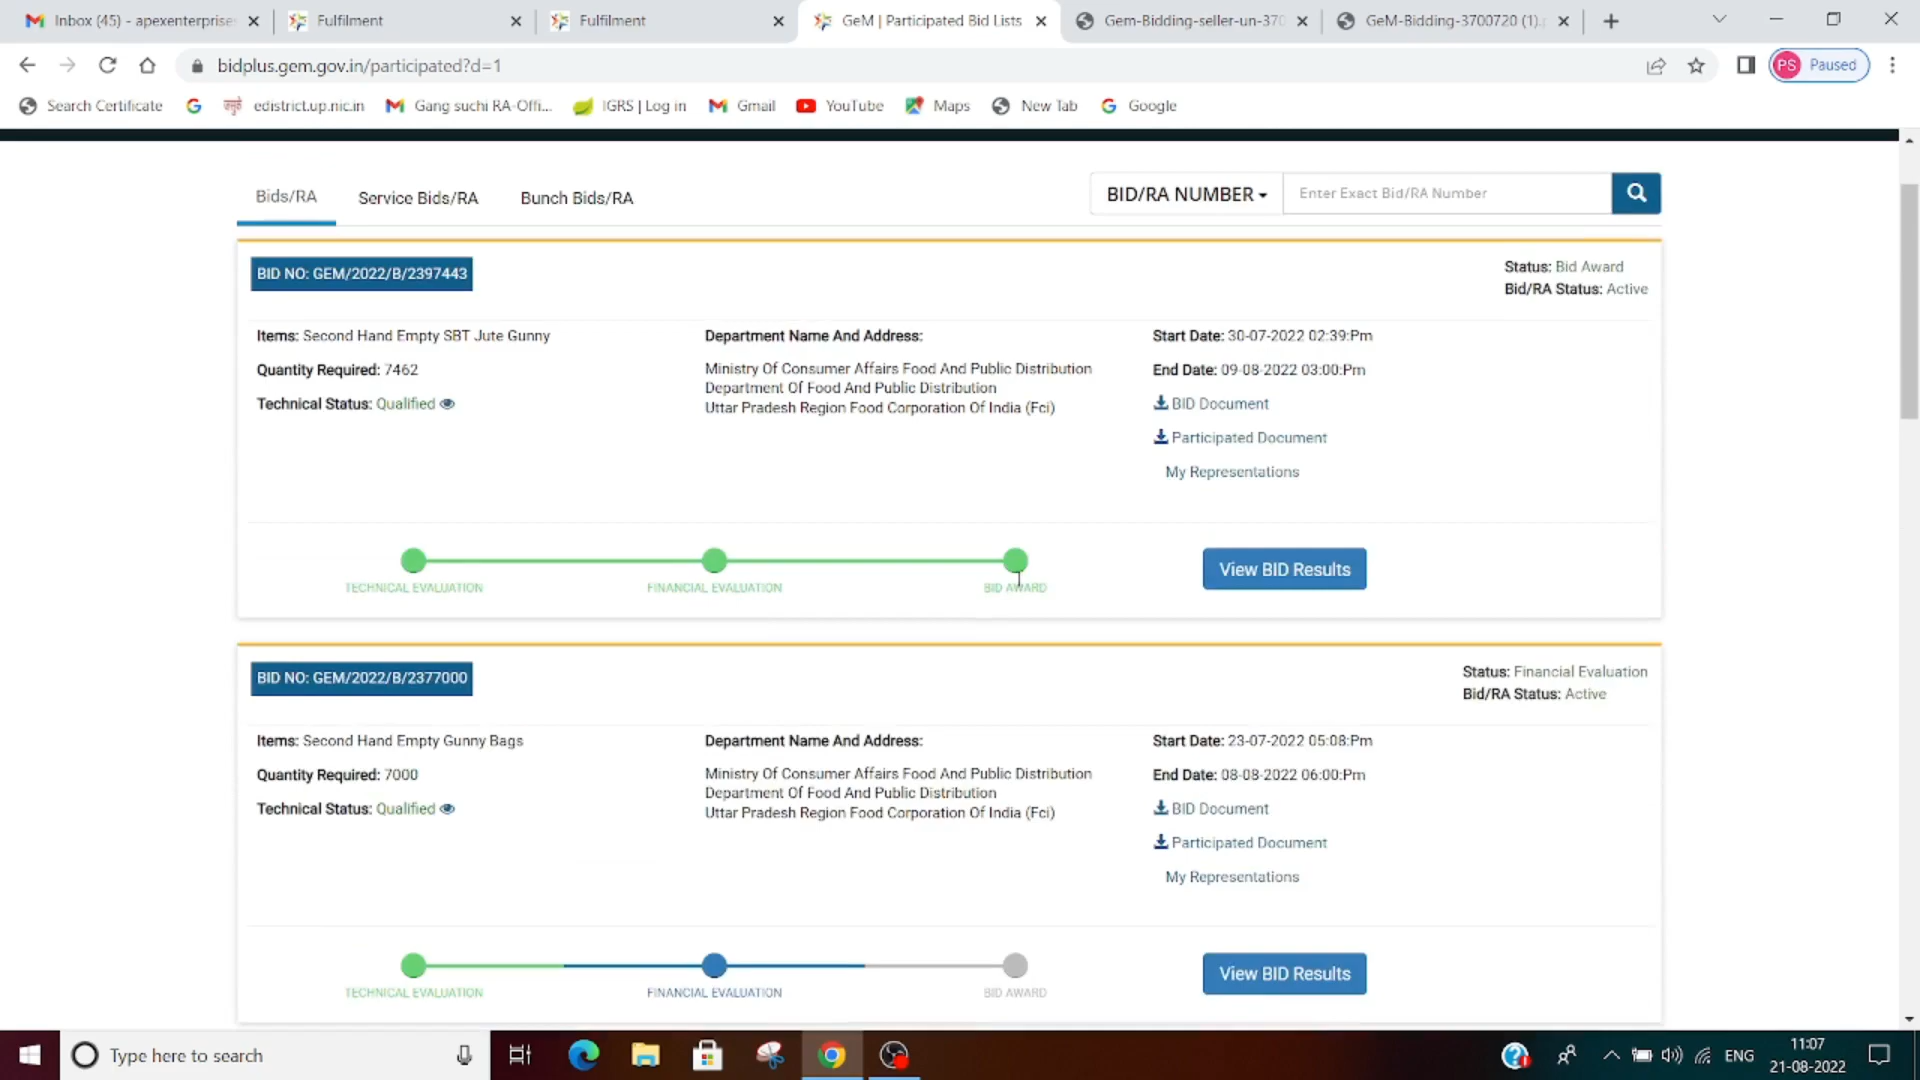 Inbox (45) - apexenterprise
Fulfilment
Fulfilment
GeM | Participated Bid Lists
Gem-Bidding-seller-un-370
GeM-Bidding-3700720 (1).p
bidplus.gem.gov.in/participated?d=1
PS Paused
Search Certificate
edistrict.up.nic.in
Gang suchi RA-Offi...
IGRS | Log in
Gmail
YouTube
Maps
New Tab
Google
Bids/RA
Service Bids/RA
Bunch Bids/RA
BID/RA NUMBER
Enter Exact Bid/RA Number
BID NO: GEM/2022/B/2397443
Status: Bid Award
Bid/RA Status: Active
Items: Second Hand Empty SBT Jute Gunny
Quantity Required: 7462
Technical Status: Qualified
Department Name And Address:
Ministry Of Consumer Affairs Food And Public Distribution
Department Of Food And Public Distribution
Uttar Pradesh Region Food Corporation Of India (Fci)
Start Date: 30-07-2022 02:39:Pm
End Date: 09-08-2022 03:00:Pm
BID Document
Participated Document
My Representations
TECHNICAL EVALUATION
FINANCIAL EVALUATION
BID AWARD
View BID Results
BID NO: GEM/2022/B/2377000
Status: Financial Evaluation
Bid/RA Status: Active
Items: Second Hand Empty Gunny Bags
Quantity Required: 7000
Technical Status: Qualified
Department Name And Address:
Ministry Of Consumer Affairs Food And Public Distribution
Department Of Food And Public Distribution
Uttar Pradesh Region Food Corporation Of India (Fci)
Start Date: 23-07-2022 05:08:Pm
End Date: 08-08-2022 06:00:Pm
BID Document
Participated Document
My Representations
TECHNICAL EVALUATION
FINANCIAL EVALUATION
BID AWARD
View BID Results
Type here to search
ENG
11:07
21-08-2022